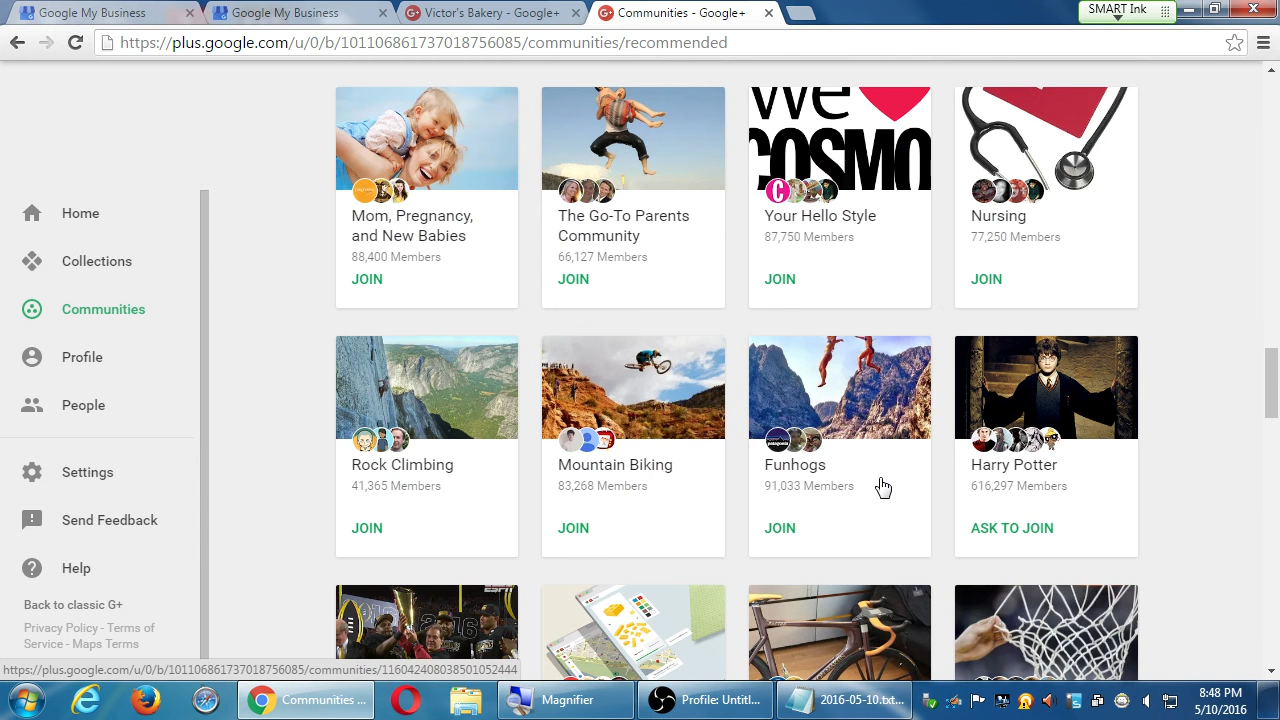 Google My Business
Google My Business
Victor's Bakery - Google+
Communities - Google+
SMART Ink
https://plus.google.com/u/0/b/101106861737018756085/communities/recommended
Home
Collections
Communities
Profile
People
Settings
Send Feedback
Help
Back to classic G+
Privacy Policy - Terms of
Service - Maps Terms
We
COSMO
Mom, Pregnancy,
and New Babies
88,400 Members
JOIN
The Go-To Parents
Community
66,127 Members
JOIN
Your Hello Style
87,750 Members
JOIN
Nursing
77,250 Members
JOIN
Rock Climbing
41,365 Members
JOIN
Mountain Biking
83,268 Members
JOIN
Funhogs
91,033 Members
JOIN
Harry Potter
616,297 Members
ASK TO JOIN
2016
ESPN
https://plus.google.com/u/0/b/101106861737018756085/communities/116042408038501052444
Communities ...
Magnifier
Profile: Untitl...
2016-05-10.txt...
8:48 PM
5/10/2016